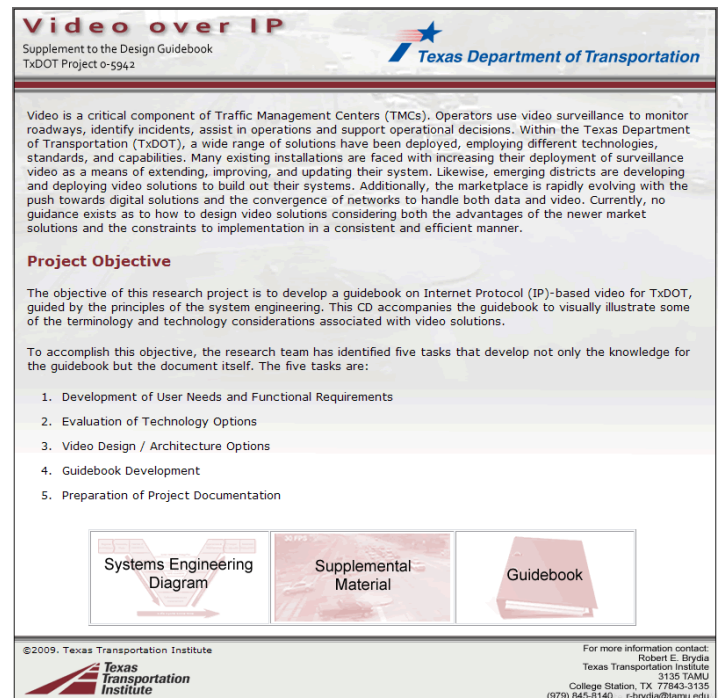 Video over IP
Supplement to the Design Guidebook
TxDOT Project 0-5942
Texas Department of Transportation
Video is a critical component of Traffic Management Centers (TMCs). Operators use video surveillance to monitor
roadways, identify incidents, assist in operations and support operational decisions. Within the Texas Department
of Transportation (TxDOT), a wide range of solutions have been deployed, employing different technologies,
standards, and capabilities. Many existing installations are faced with increasing their deployment of surveillance
video as a means of extending, improving, and updating their system. Likewise, emerging districts are developing
and deploying video solutions to build out their systems. Additionally, the marketplace is rapidly evolving with the
push towards digital solutions and the convergence of networks to handle both data and video. Currently, no
guidance exists as to how to design video solutions considering both the advantages of the newer market
solutions and the constraints to implementation in a consistent and efficient manner.
Project Objective
The objective of this research project is to develop a guidebook on Internet Protocol (IP)-based video for TxDOT,
guided by the principles of the system engineering. This CD accompanies the guidebook to visually illustrate some
of the terminology and technology considerations associated with video solutions.
To accomplish this objective, the research team has identified five tasks that develop not only the knowledge for
the guidebook but the document itself. The five tasks are:
1. Development of User Needs and Functional Requirements
2. Evaluation of Technology Options
3. Video Design / Architecture Options
4. Guidebook Development
5. Preparation of Project Documentation
Systems Engineering
Diagram
30 FPS
Supplemental
Material
Guidebook
©2009. Texas Transportation Institute
Texas
Transportation
Institute
For more information contact:
Robert E. Brydia
Texas Transportation Institute
3135 TAMU
College Station, TX 77843-3135
(979) 845-8140 r-brydia@tamu.edu